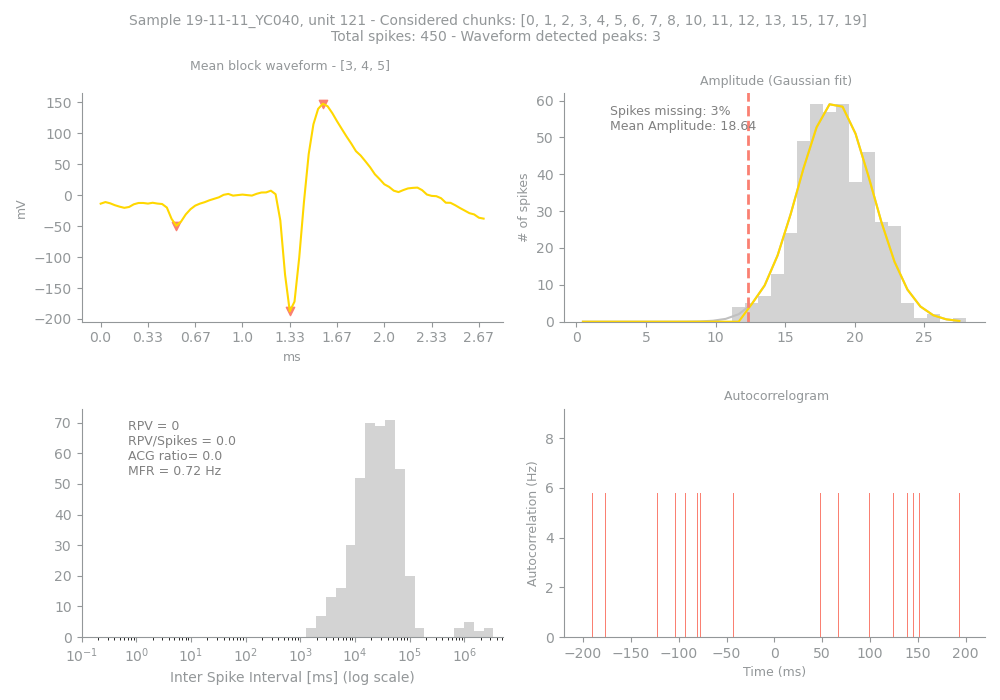 Sample 19-11-11_YC040, unit 121 - Considered chunks: [0, 1, 2, 3, 4, 5, 6, 7, 8, 10, 11, 12, 13, 15, 17, 19]
Total spikes: 450 - Waveform detected peaks: 3
Mean block waveform - [3, 4, 5]
150
100
50
0
−50
−100
−150
−200
mV
0.0 0.33 0.67 1.0 1.33 1.67 2.0 2.33 2.67
ms
Amplitude (Gaussian fit)
Spikes missing: 3%
Mean Amplitude: 18.64
60
50
40
30
20
10
0
# of spikes
0 5 10 15 20 25
RPV = 0
RPV/Spikes = 0.0
ACG ratio= 0.0
MFR = 0.72 Hz
70
60
50
40
30
20
10
0
10⁻¹ 10⁰ 10¹ 10² 10³ 10⁴ 10⁵ 10⁶
Inter Spike Interval [ms] (log scale)
Autocorrelogram
8
6
4
2
0
Autocorrelation (Hz)
−200 −150 −100 −50 0 50 100 150 200
Time (ms)